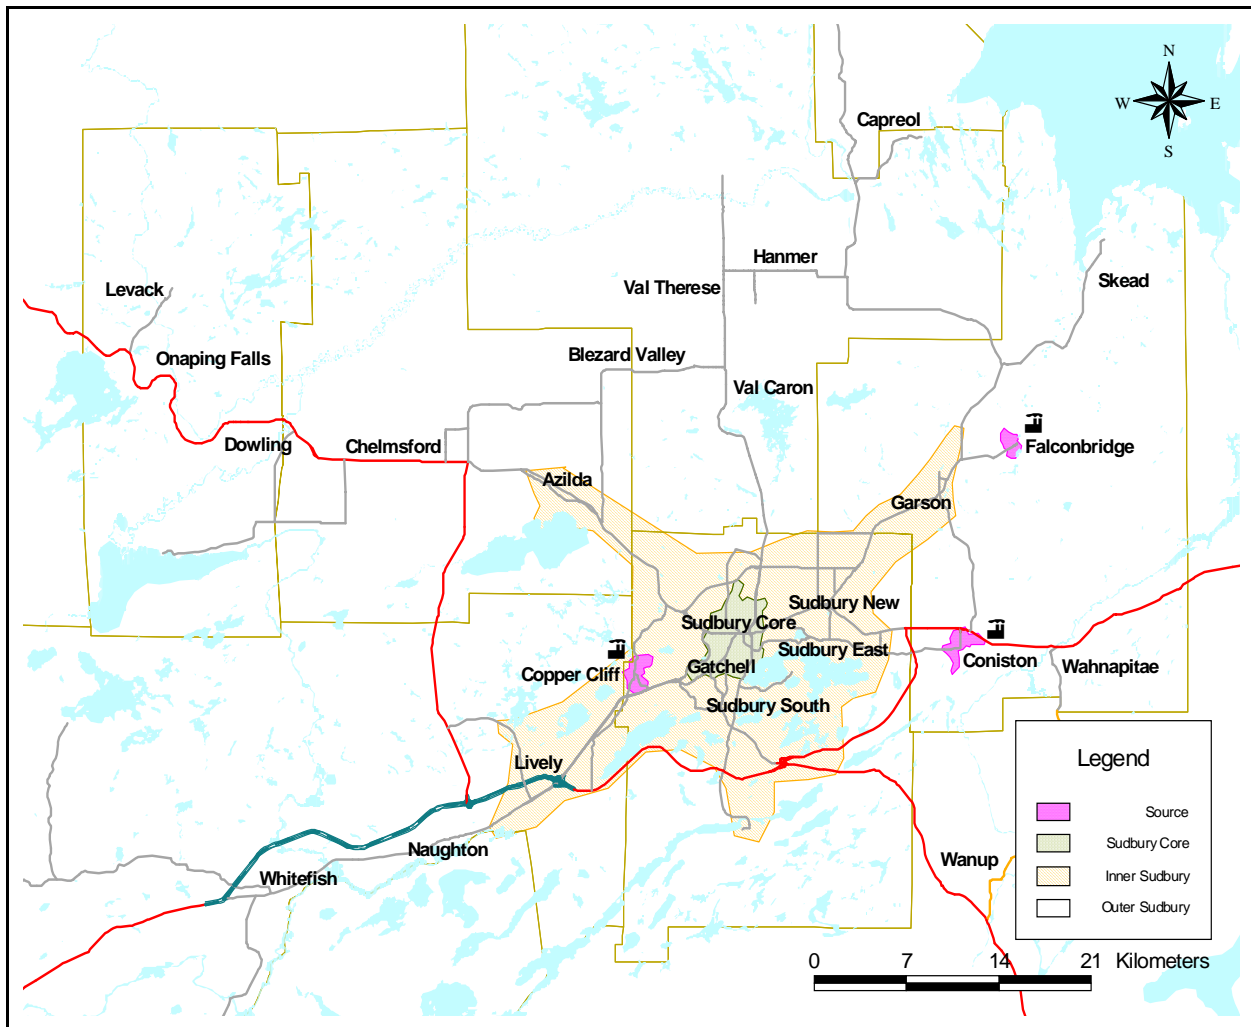 N
W E
S
Capreol
Hanmer
Val Therese
Skead
Levack
Onaping Falls
Blezard Valley
Val Caron
Dowling
Chelmsford
Falconbridge
Azilda
Garson
Sudbury New
Sudbury Core
Sudbury East
Gatchell
Copper Cliff
Coniston
Wahnapitae
Sudbury South
Lively
Naughton
Whitefish
Wanup
Legend
Source
Sudbury Core
Inner Sudbury
Outer Sudbury
0 7 14 21 Kilometers